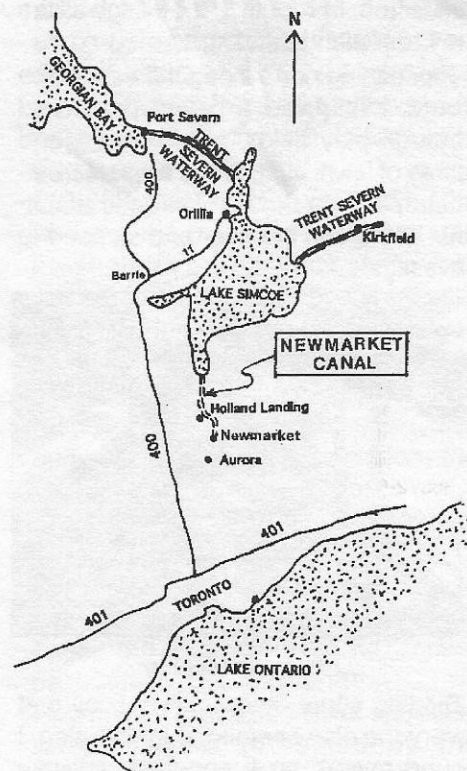 N
GEORGIAN BAY
Port Severn
TRENT
SEVERN
WATERWAY
400
Orillia
TRENT SEVERN
WATERWAY
Kirkfield
11
Barrie
LAKE SIMCOE
NEWMARKET
CANAL
Holland Landing
Newmarket
400
Aurora
401
TORONTO
401
LAKE ONTARIO